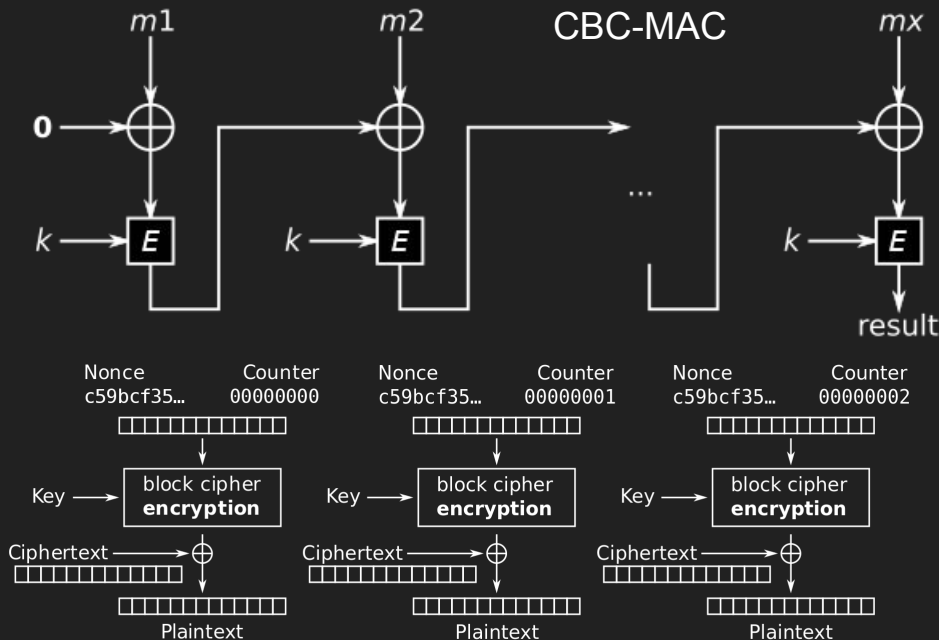 CBC-MAC
m1 m2 mx
0
...
k E k E k E
result
Nonce Counter Nonce Counter Nonce Counter
c59bcf35… 00000000 c59bcf35… 00000001 c59bcf35… 00000002
block cipher block cipher block cipher
Key Key Key
encryption encryption encryption
Ciphertext Ciphertext Ciphertext
Plaintext Plaintext Plaintext